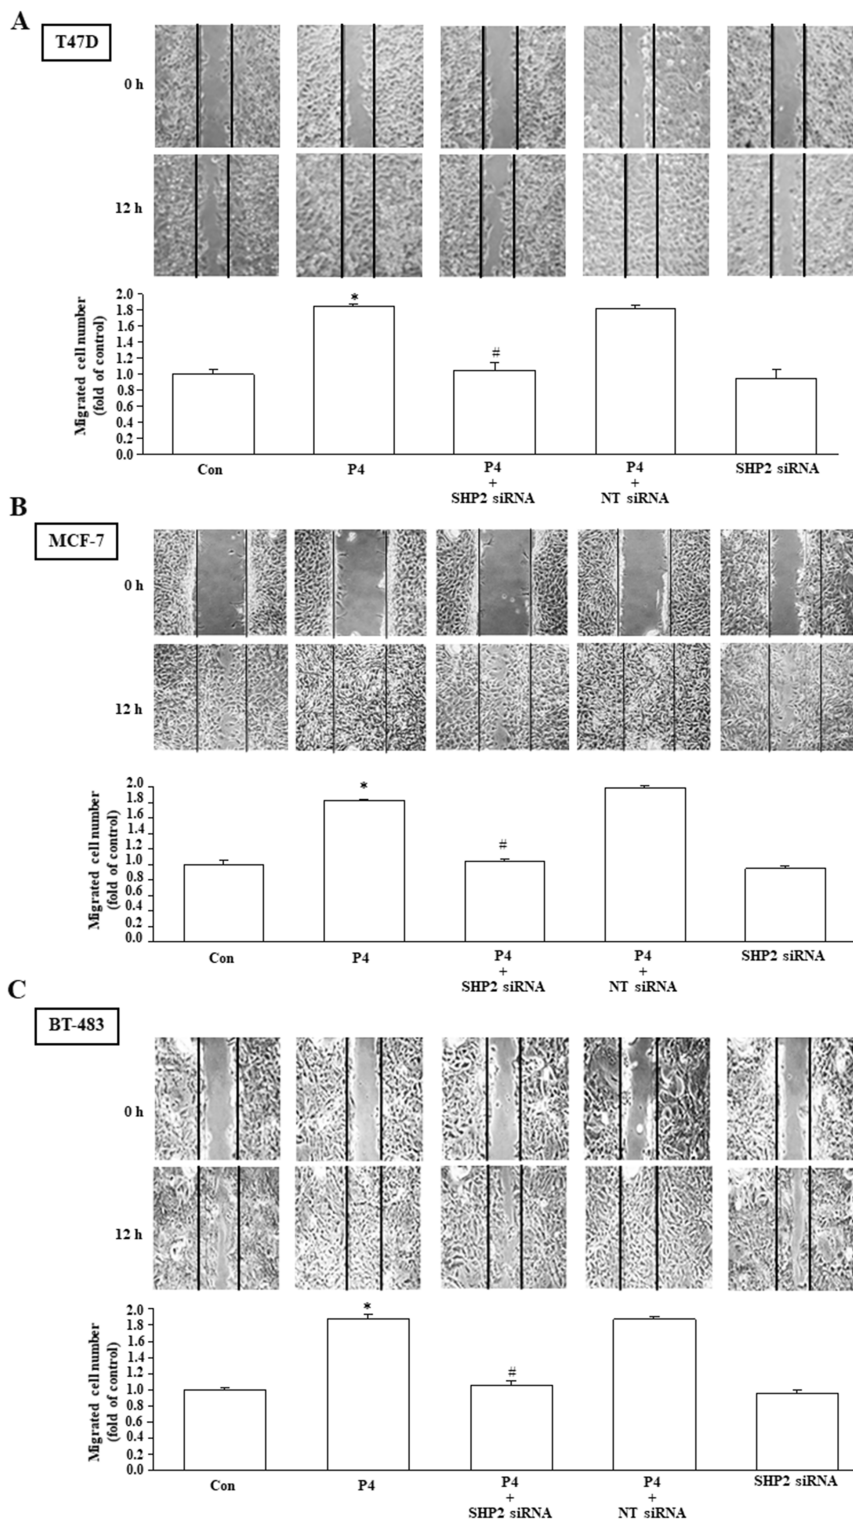 A
T47D
0 h
12 h
Migrated cell number
(fold of control)
2.0
1.8
1.6
1.4
1.2
1.0
0.8
0.6
0.4
0.2
0.0
*
#
Con
P4
P4
+
SHP2 siRNA
P4
+
NT siRNA
SHP2 siRNA
B
MCF-7
0 h
12 h
Migrated cell number
(fold of control)
2.0
1.8
1.6
1.4
1.2
1.0
0.8
0.6
0.4
0.2
0.0
*
#
Con
P4
P4
+
SHP2 siRNA
P4
+
NT siRNA
SHP2 siRNA
C
BT-483
0 h
12 h
Migrated cell number
(fold of control)
2.0
1.8
1.6
1.4
1.2
1.0
0.8
0.6
0.4
0.2
0.0
*
#
Con
P4
P4
+
SHP2 siRNA
P4
+
NT siRNA
SHP2 siRNA